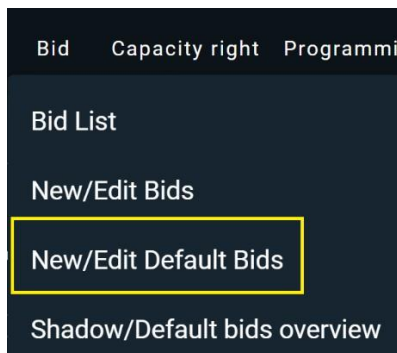 Bid Capacity right Programmi
Bid List
New/Edit Bids
New/Edit Default Bids
Shadow/Default bids overview